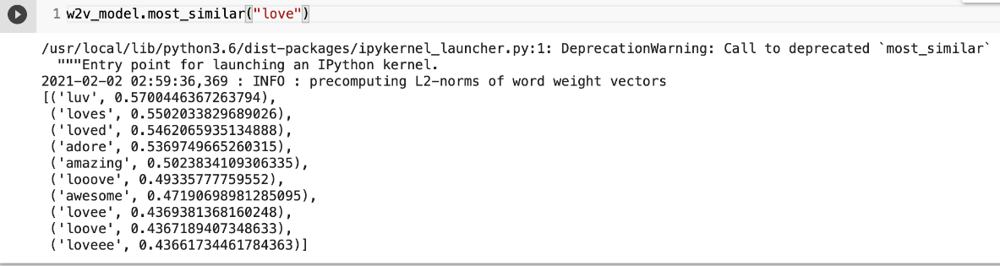 1 w2v_model.most_similar("love")
/usr/local/lib/python3.6/dist-packages/ipykernel_launcher.py:1: DeprecationWarning: Call to deprecated `most_similar`
"""Entry point for launching an IPython kernel.
2021-02-02 02:59:36,369 : INFO : precomputing L2-norms of word weight vectors
[('luv', 0.5700446367263794),
('loves', 0.5502033829689026),
('loved', 0.5462065935134888),
('adore', 0.5369749665260315),
('amazing', 0.5023834109306335),
('looove', 0.49335777759552),
('awesome', 0.47190698981285095),
('lovee', 0.4369381368160248),
('loove', 0.4367189407348633),
('loveee', 0.43661734461784363)]